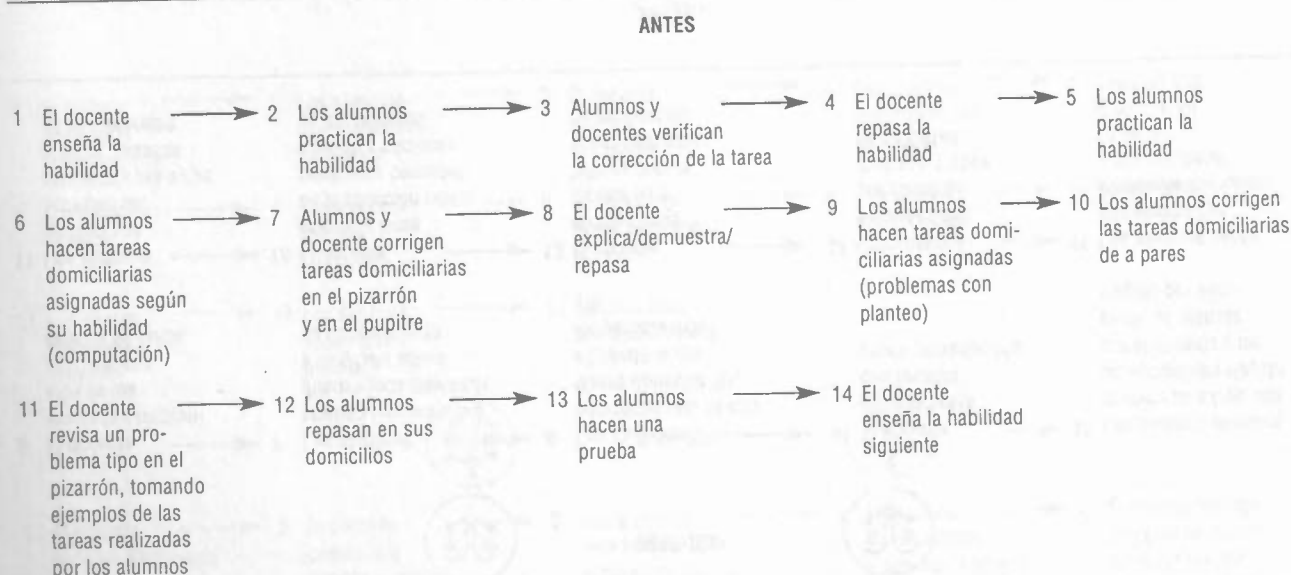 ANTES
1 El docente
enseña la
habilidad
2 Los alumnos
practican la
habilidad
3 Alumnos y
docentes verifican
la corrección de la tarea
4 El docente
repasa la
habilidad
5 Los alumnos
practican la
habilidad
6 Los alumnos
hacen tareas
domiciliarias
asignadas según
su habilidad
(computación)
7 Alumnos y
docente corrigen
tareas domiciliarias
en el pizarrón
y en el pupitre
8 El docente
explica/demuestra/
repasa
9 Los alumnos
hacen tareas domi-
ciliarias asignadas
(problemas con
planteo)
10 Los alumnos corrigen
las tareas domiciliarias
de a pares
11 El docente
revisa un pro-
blema tipo en el
pizarrón, tomando
ejemplos de las
tareas realizadas
por los alumnos
12 Los alumnos
repasan en sus
domicilios
13 Los alumnos
hacen una
prueba
14 El docente
enseña la habilidad
siguiente